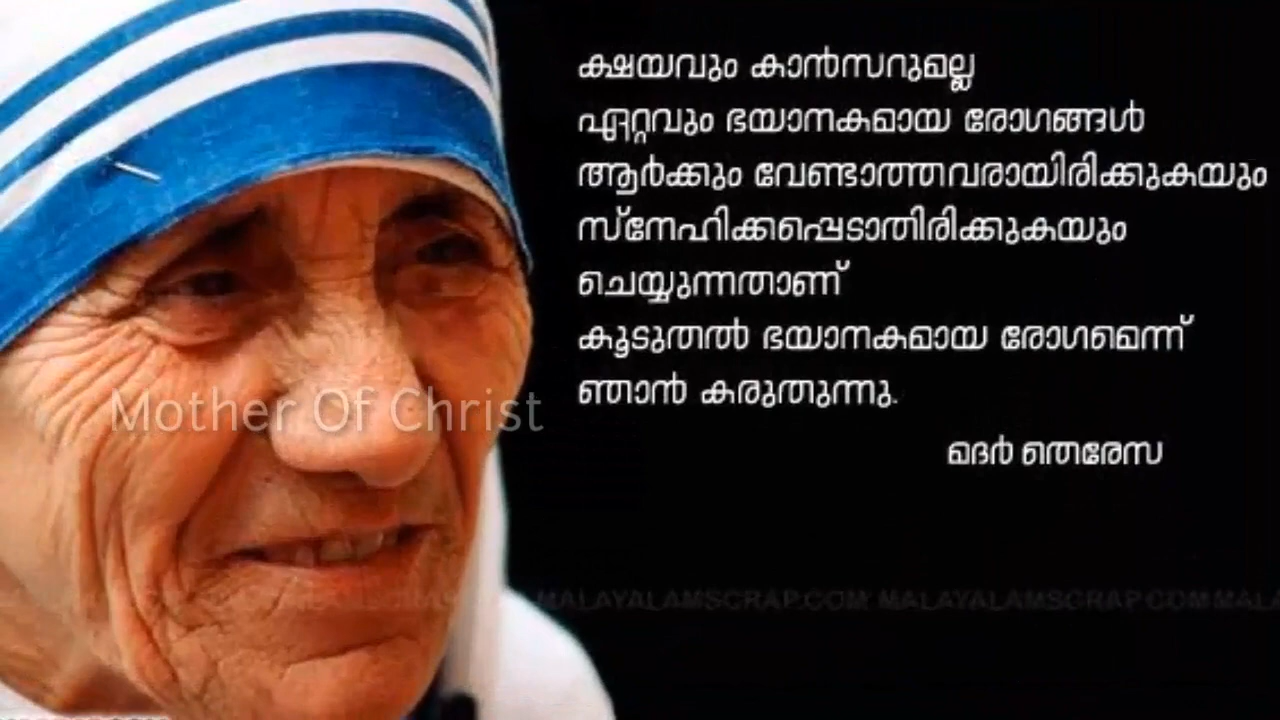 ക്ഷയവും കാൻസറുമല്ല
ഏറ്റവും ഭയാനകമായ രോഗങ്ങൾ
ആർക്കും വേണ്ടാത്തവരായിരിക്കുകയും
സ്നേഹിക്കപ്പെടാതിരിക്കുകയും
ചെയ്യുന്നതാണ്
കൂടുതൽ ഭയാനകമായ രോഗമെന്ന്
ഞാൻ കരുതുന്നു.
Mother Of Christ
മദർ തെരേസ
MALAYALAMSCRAP.COM MALAYALAMSCRAP.COM MALA